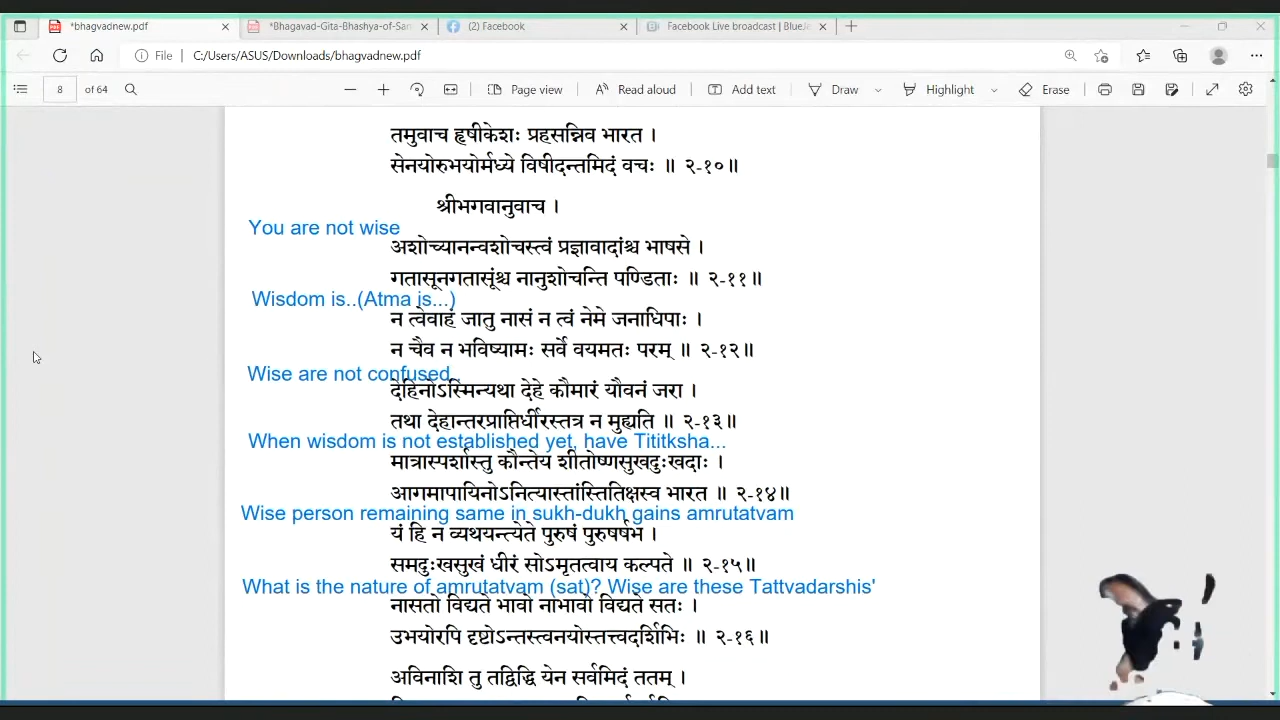 *bhagvadnew.pdf
*Bhagavad-Gita-Bhashya-of-San
(2) Facebook
Facebook Live broadcast | BlueJe
File | C:/Users/ASUS/Downloads/bhagvadnew.pdf
8 of 64
Page view
Read aloud
Add text
Draw
Highlight
Erase
तमुवाच हृषीकेशः प्रहसन्निव भारत ।
सेनयोरुभयोर्मध्ये विषीदन्तमिदं वचः ॥ २-१०॥
श्रीभगवानुवाच ।
You are not wise
अशोच्यानन्वशोचस्त्वं प्रज्ञावादांश्च भाषसे ।
गतासूनगतासूंश्च नानुशोचन्ति पण्डिताः ॥ २-११॥
Wisdom is..(Atma is...)
न त्वेवाहं जातु नासं न त्वं नेमे जनाधिपाः ।
न चैव न भविष्यामः सर्वे वयमतः परम् ॥ २-१२॥
Wise are not confused
देहिनोऽस्मिन्यथा देहे कौमारं यौवनं जरा ।
तथा देहान्तरप्राप्तिर्धीरस्तत्र न मुह्यति ॥ २-१३॥
When wisdom is not established yet, have Tititksha...
मात्रास्पर्शास्तु कौन्तेय शीतोष्णसुखदुःखदाः ।
आगमापायिनोऽनित्यास्तांस्तितिक्षस्व भारत ॥ २-१४॥
Wise person remaining same in sukh-dukh gains amrutatvam
यं हि न व्यथयन्त्येते पुरुषं पुरुषर्षभ ।
समदुःखसुखं धीरं सोऽमृतत्वाय कल्पते ॥ २-१५॥
What is the nature of amrutatvam (sat)? Wise are these Tattvadarshis'
नासतो विद्यते भावो नाभावो विद्यते सतः ।
उभयोरपि दृष्टोऽन्तस्त्वनयोस्तत्त्वदर्शिभिः ॥ २-१६॥
अविनाशि तु तद्विद्धि येन सर्वमिदं ततम् ।